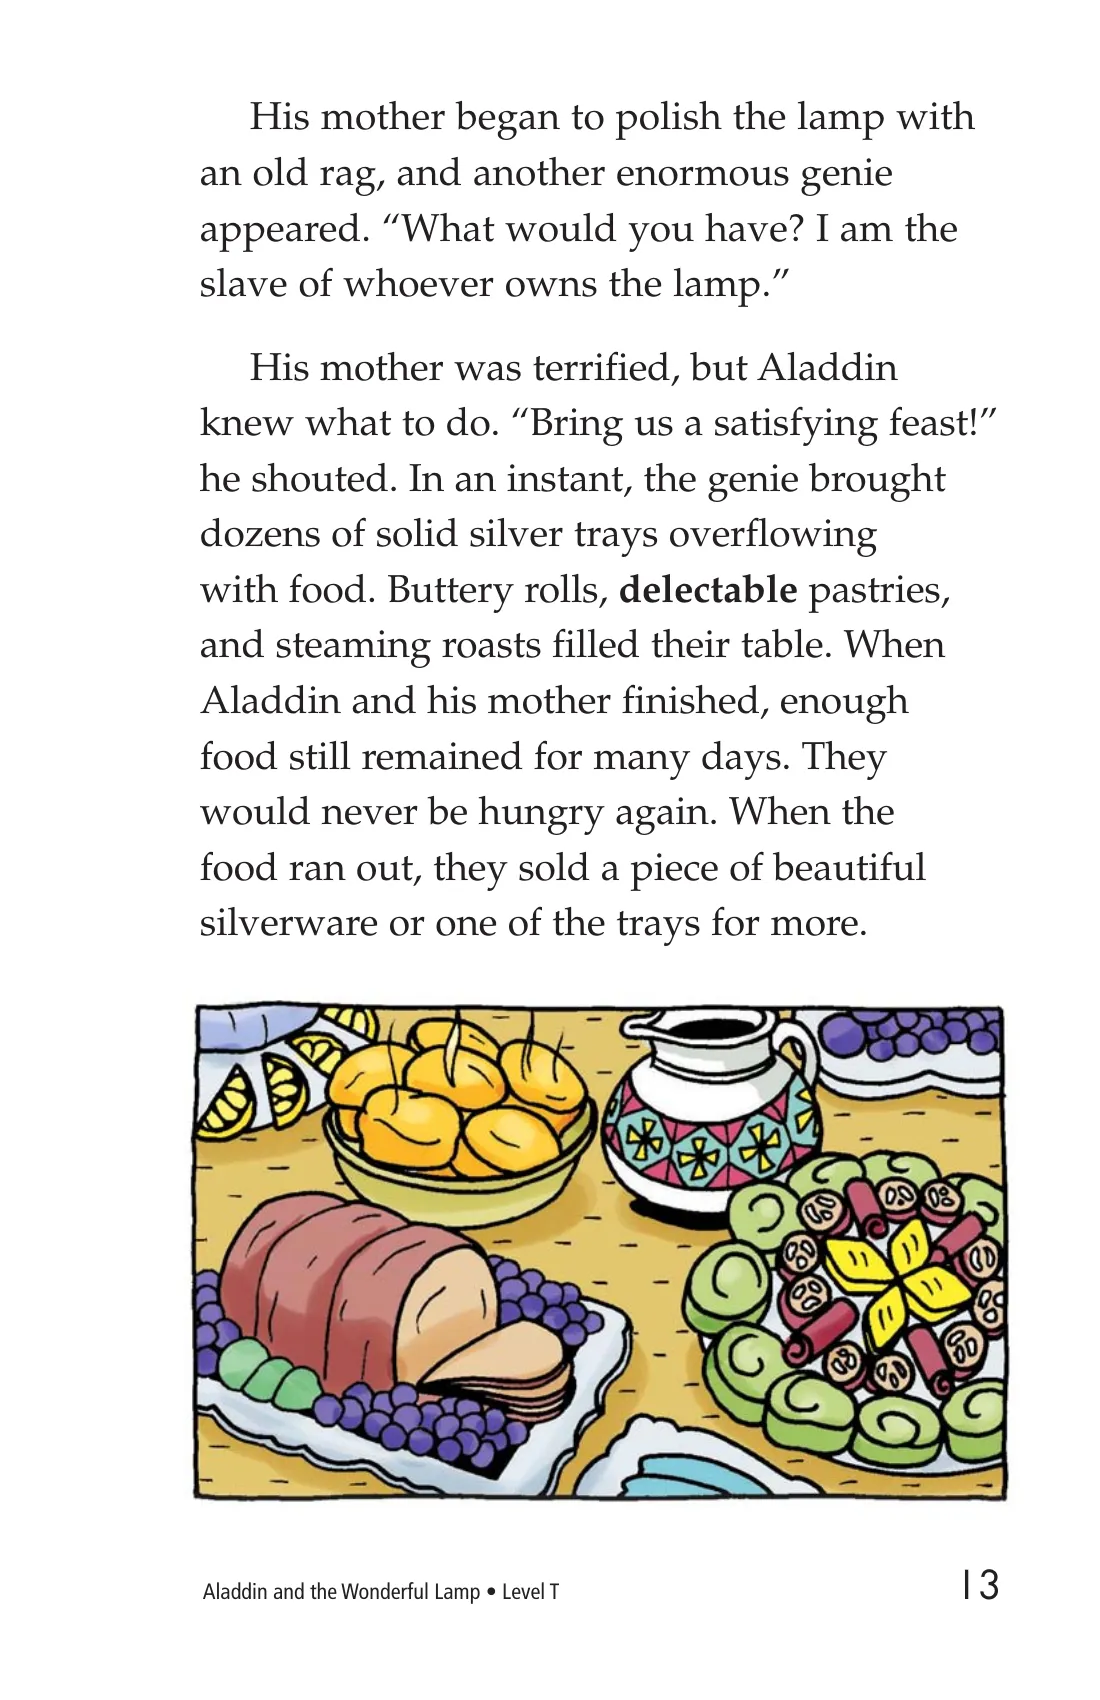 His mother began to polish the lamp with
an old rag, and another enormous genie
appeared. “What would you have? I am the
slave of whoever owns the lamp.”
His mother was terrified, but Aladdin
knew what to do. “Bring us a satisfying feast!”
he shouted. In an instant, the genie brought
dozens of solid silver trays overflowing
with food. Buttery rolls, delectable pastries,
and steaming roasts filled their table. When
Aladdin and his mother finished, enough
food still remained for many days. They
would never be hungry again. When the
food ran out, they sold a piece of beautiful
silverware or one of the trays for more.
Aladdin and the Wonderful Lamp • Level T
13